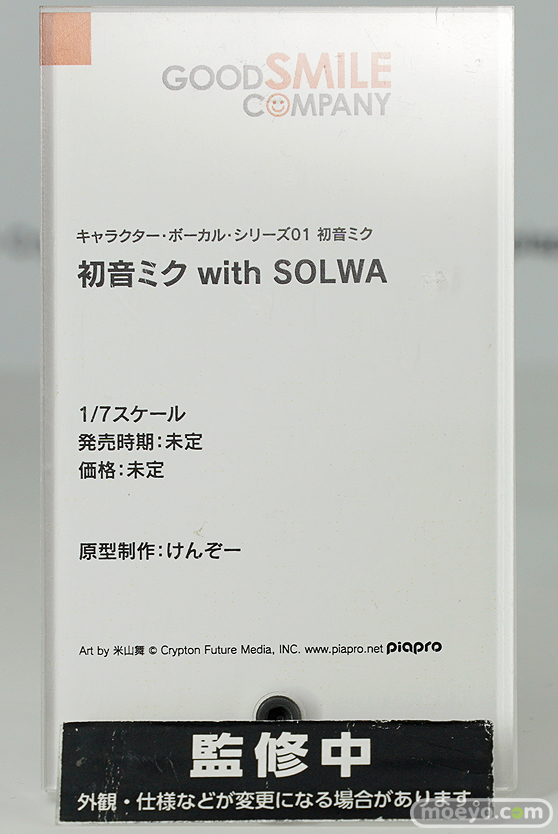 GOODSMILE
COMPANY
キャラクター・ボーカル・シリーズ01 初音ミク
初音ミク with SOLWA
1/7スケール
発売時期：未定
価格：未定
原型制作：けんぞー
Art by 米山舞 © Crypton Future Media, INC. www.piapro.net piapro
監修中
外観・仕様などが変更になる場合があります。
moeyo.com